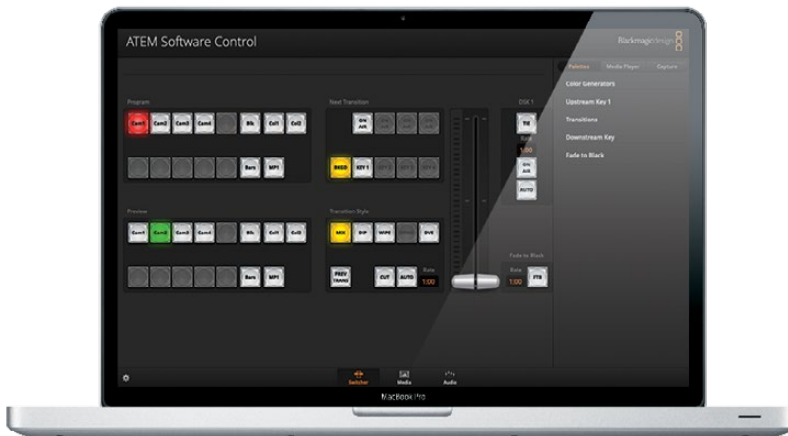 ATEM Software Control
Blackmagicdesign
Palettes Media Player Capture
Color Generators
Upstream Key 1
Transitions
Downstream Key
Fade to Black
Program
Cam1 Cam2 Cam3 Cam4 Blk Col1 Col2
Bars MP1
Next Transition
ON AIR
BKGD KEY 1
DSK 1
TIE
Rate
1:00
ON AIR
AUTO
Preview
Cam1 Cam2 Cam3 Cam4 Blk Col1 Col2
Bars MP1
Transition Style
MIX DIP WIPE DVE
PREV TRANS CUT AUTO Rate 1:00
Fade to Black
Rate
1:00 FTB
Switcher Media Audio
MacBook Pro